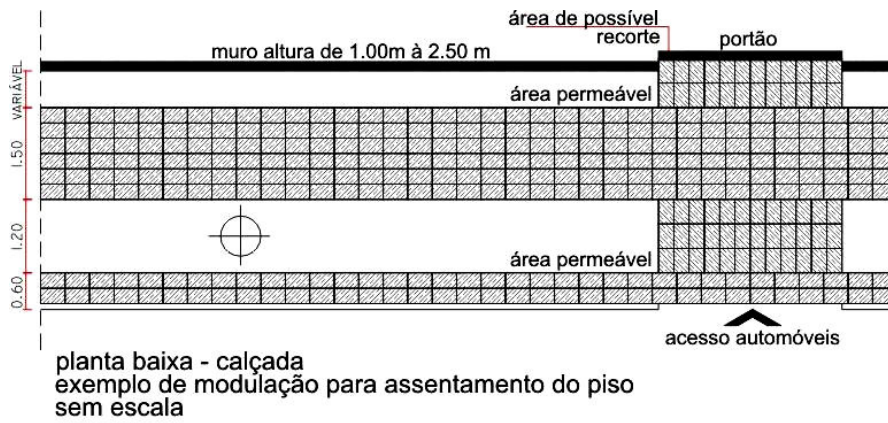 área de possível
recorte
portão
muro altura de 1.00m à 2.50 m
VARIÁVEL
área permeável
1.50
1.20
área permeável
0.60
acesso automóveis
planta baixa - calçada
exemplo de modulação para assentamento do piso
sem escala